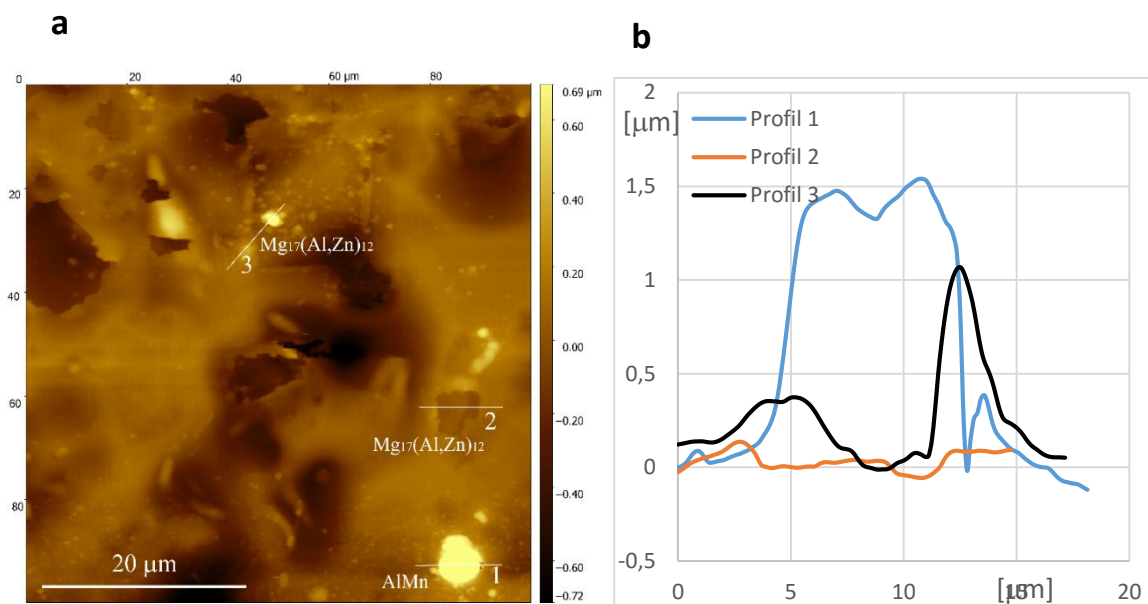 a
b
0
20
40
60 µm
80
20
40
60
80
Mg₁₇(Al,Zn)₁₂
3
2
Mg₁₇(Al,Zn)₁₂
20 µm
AlMn
1
0.69 µm
0.60
0.40
0.20
0.00
−0.20
−0.40
−0.60
−0.72
[µm]
2
1,5
1
0,5
0
-0,5
Profil 1
Profil 2
Profil 3
0
5
10
15
20
[µm]